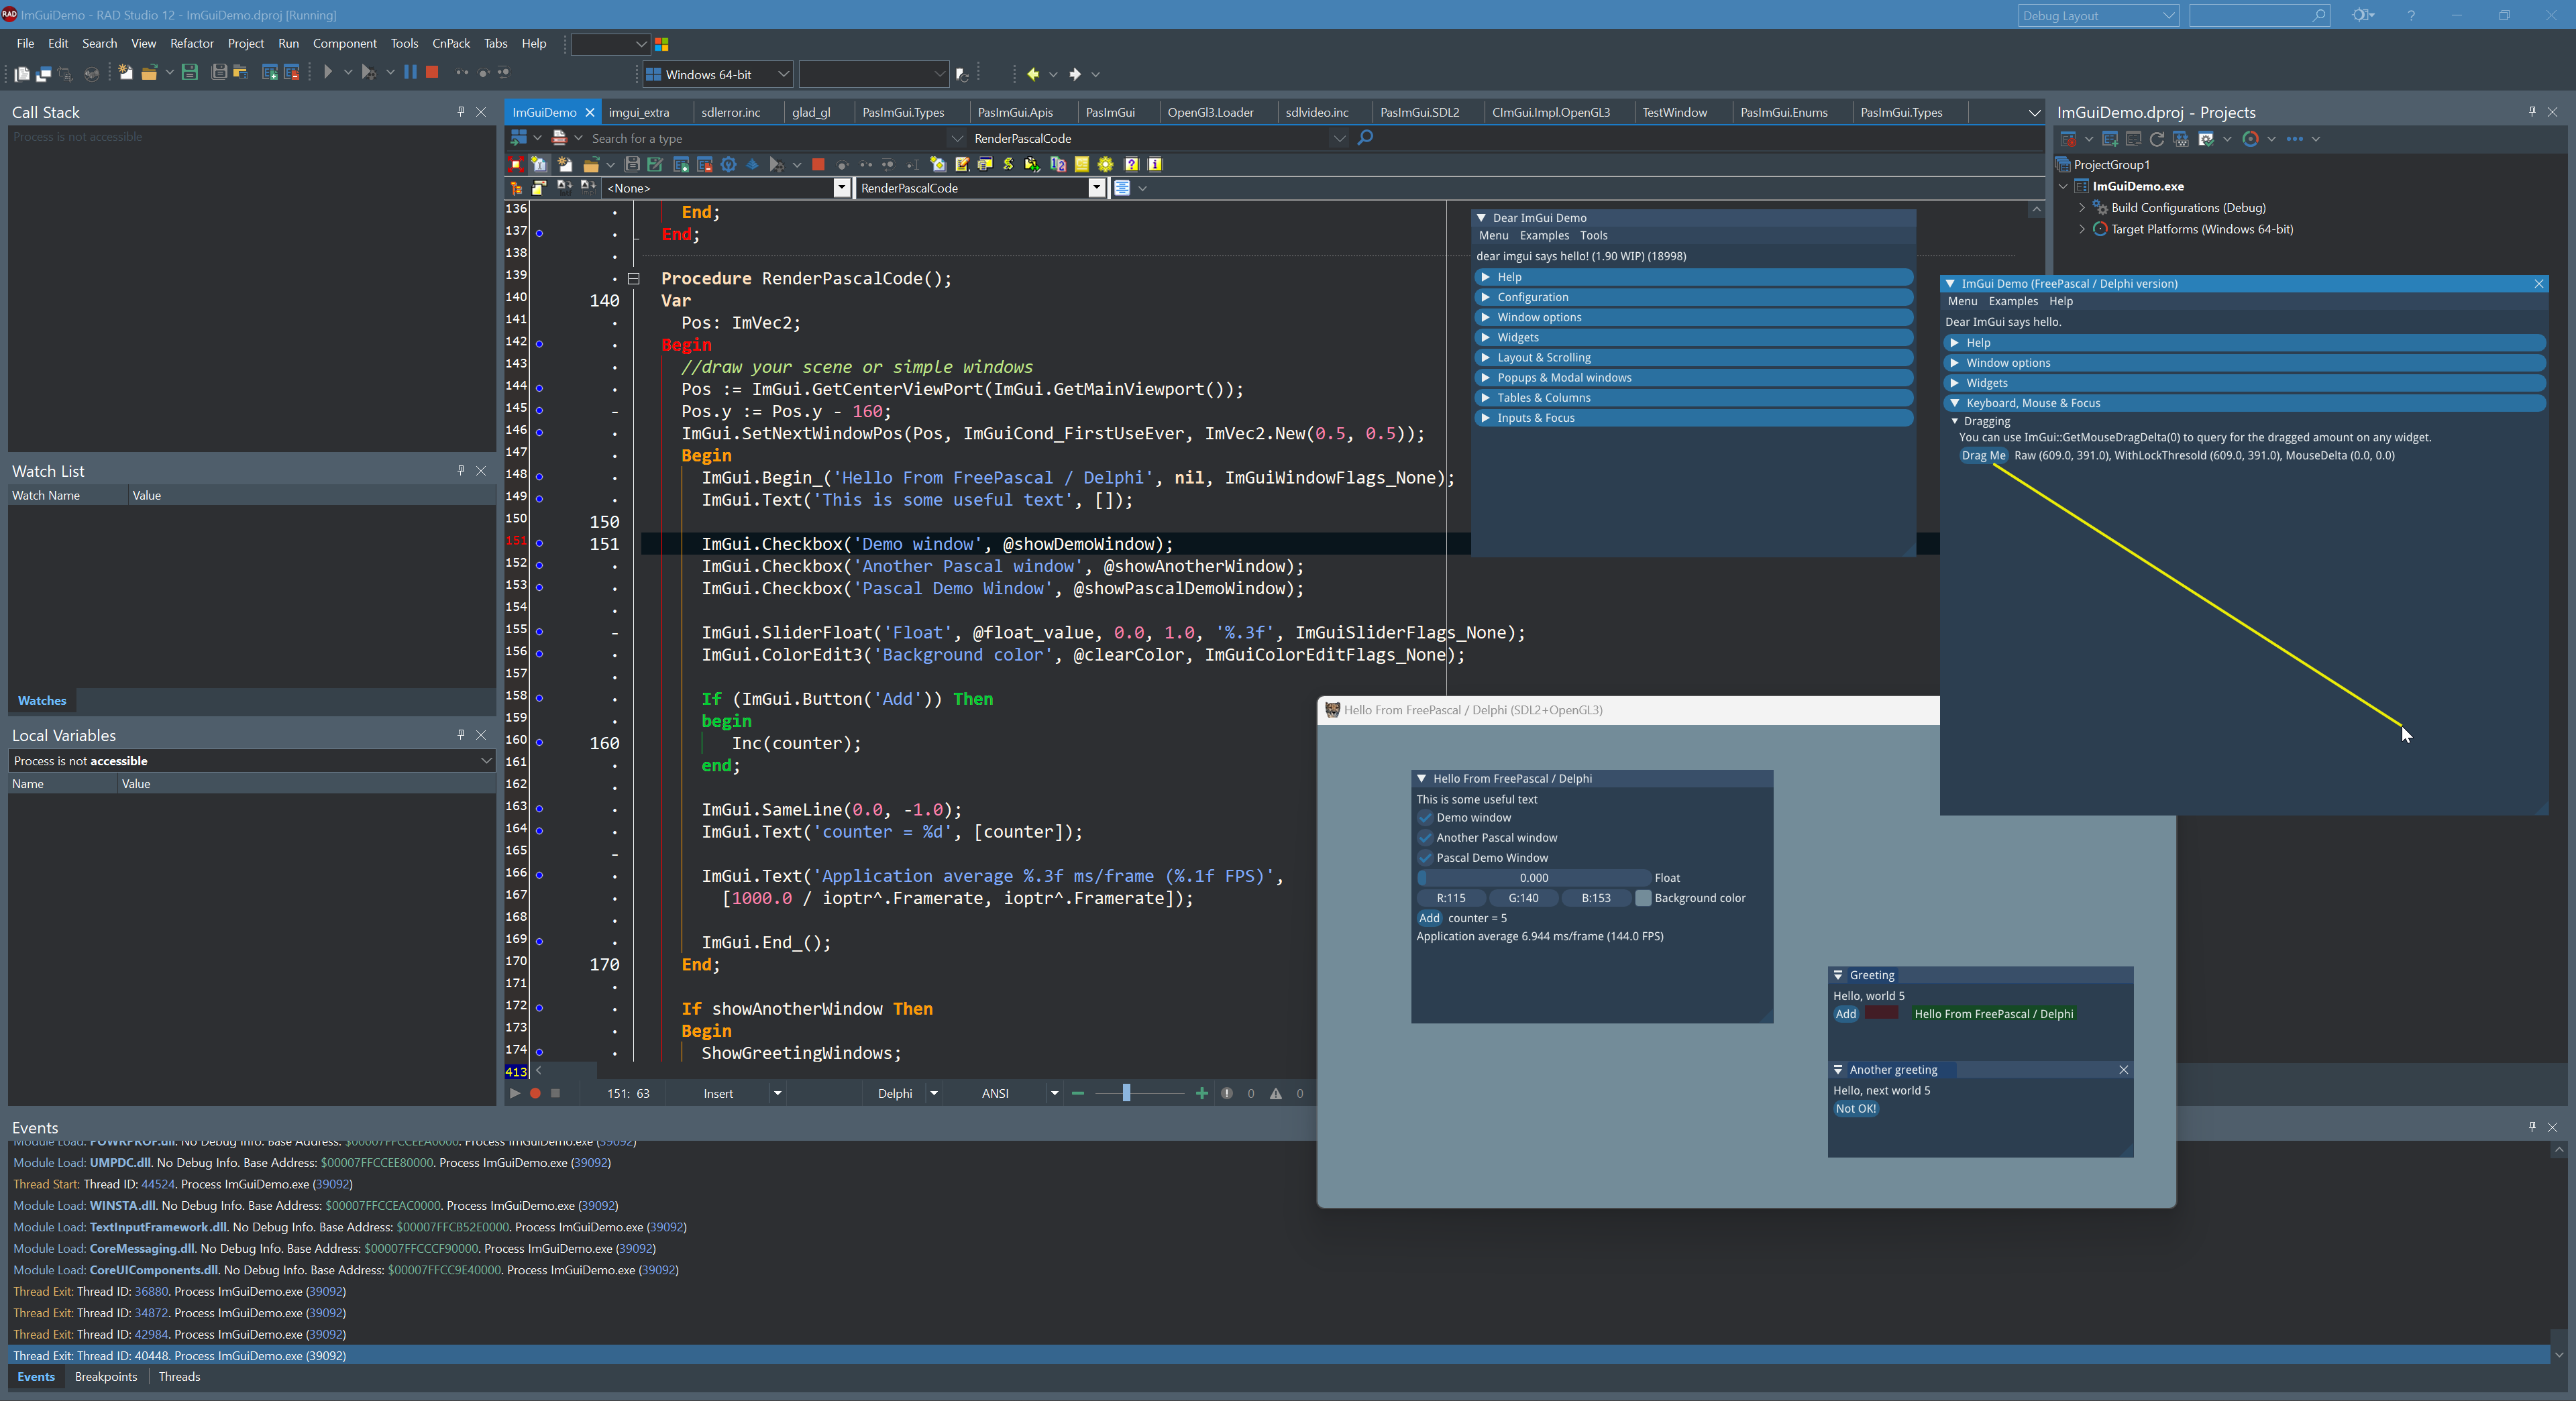 ImGuiDemo - RAD Studio 12 - ImGuiDemo.dproj [Running]
Debug Layout
File Edit Search View Refactor Project Run Component Tools CnPack Tabs Help
Windows 64-bit
Call Stack
Process is not accessible
Watch List
Watch Name Value
Watches
Local Variables
Process is not accessible
Name Value
ImGuiDemo imgui_extra sdlerror.inc glad_gl PasImGui.Types PasImGui.Apis PasImGui OpenGl3.Loader sdlvideo.inc PasImGui.SDL2 CImGui.Impl.OpenGL3 TestWindow PasImGui.Enums PasImGui.Types
Search for a type RenderPascalCode
<None> RenderPascalCode
136 End;
137 End;
138
139 Procedure RenderPascalCode();
140 140 Var
141 Pos: ImVec2;
142 Begin
143 //draw your scene or simple windows
144 Pos := ImGui.GetCenterViewPort(ImGui.GetMainViewport());
145 Pos.y := Pos.y - 160;
146 ImGui.SetNextWindowPos(Pos, ImGuiCond_FirstUseEver, ImVec2.New(0.5, 0.5));
147 Begin
148 ImGui.Begin_('Hello From FreePascal / Delphi', nil, ImGuiWindowFlags_None);
149 ImGui.Text('This is some useful text', []);
150 150
151 151 ImGui.Checkbox('Demo window', @showDemoWindow);
152 ImGui.Checkbox('Another Pascal window', @showAnotherWindow);
153 ImGui.Checkbox('Pascal Demo Window', @showPascalDemoWindow);
154
155 ImGui.SliderFloat('Float', @float_value, 0.0, 1.0, '%.3f', ImGuiSliderFlags_None);
156 ImGui.ColorEdit3('Background color', @clearColor, ImGuiColorEditFlags_None);
157
158 If (ImGui.Button('Add')) Then
159 begin
160 160 Inc(counter);
161 end;
162
163 ImGui.SameLine(0.0, -1.0);
164 ImGui.Text('counter = %d', [counter]);
165
166 ImGui.Text('Application average %.3f ms/frame (%.1f FPS)',
167 [1000.0 / ioptr^.Framerate, ioptr^.Framerate]);
168
169 ImGui.End_();
170 170 End;
171
172 If showAnotherWindow Then
173 Begin
174 ShowGreetingWindows;
413
151: 63 Insert Delphi ANSI 0 0
Dear ImGui Demo
Menu Examples Tools
dear imgui says hello! (1.90 WIP) (18998)
Help
Configuration
Window options
Widgets
Layout & Scrolling
Popups & Modal windows
Tables & Columns
Inputs & Focus
ImGuiDemo.dproj - Projects
ProjectGroup1
ImGuiDemo.exe
Build Configurations (Debug)
Target Platforms (Windows 64-bit)
ImGui Demo (FreePascal / Delphi version)
Menu Examples Help
Dear ImGui says hello.
Help
Window options
Widgets
Keyboard, Mouse & Focus
Dragging
You can use ImGui::GetMouseDragDelta(0) to query for the dragged amount on any widget.
Drag Me Raw (609.0, 391.0), WithLockThresold (609.0, 391.0), MouseDelta (0.0, 0.0)
Hello From FreePascal / Delphi (SDL2+OpenGL3)
Hello From FreePascal / Delphi
This is some useful text
Demo window
Another Pascal window
Pascal Demo Window
0.000 Float
R:115 G:140 B:153 Background color
Add counter = 5
Application average 6.944 ms/frame (144.0 FPS)
Greeting
Hello, world 5
Add Hello From FreePascal / Delphi
Another greeting
Hello, next world 5
Not OK!
Events
Module Load: POWRPROF.dll. No Debug Info. Base Address: $00007FFCCEEA0000. Process ImGuiDemo.exe (39092)
Module Load: UMPDC.dll. No Debug Info. Base Address: $00007FFCCEE80000. Process ImGuiDemo.exe (39092)
Thread Start: Thread ID: 44524. Process ImGuiDemo.exe (39092)
Module Load: WINSTA.dll. No Debug Info. Base Address: $00007FFCCEAC0000. Process ImGuiDemo.exe (39092)
Module Load: TextInputFramework.dll. No Debug Info. Base Address: $00007FFCB52E0000. Process ImGuiDemo.exe (39092)
Module Load: CoreMessaging.dll. No Debug Info. Base Address: $00007FFCCCF90000. Process ImGuiDemo.exe (39092)
Module Load: CoreUIComponents.dll. No Debug Info. Base Address: $00007FFCC9E40000. Process ImGuiDemo.exe (39092)
Thread Exit: Thread ID: 36880. Process ImGuiDemo.exe (39092)
Thread Exit: Thread ID: 34872. Process ImGuiDemo.exe (39092)
Thread Exit: Thread ID: 42984. Process ImGuiDemo.exe (39092)
Thread Exit: Thread ID: 40448. Process ImGuiDemo.exe (39092)
Events Breakpoints Threads